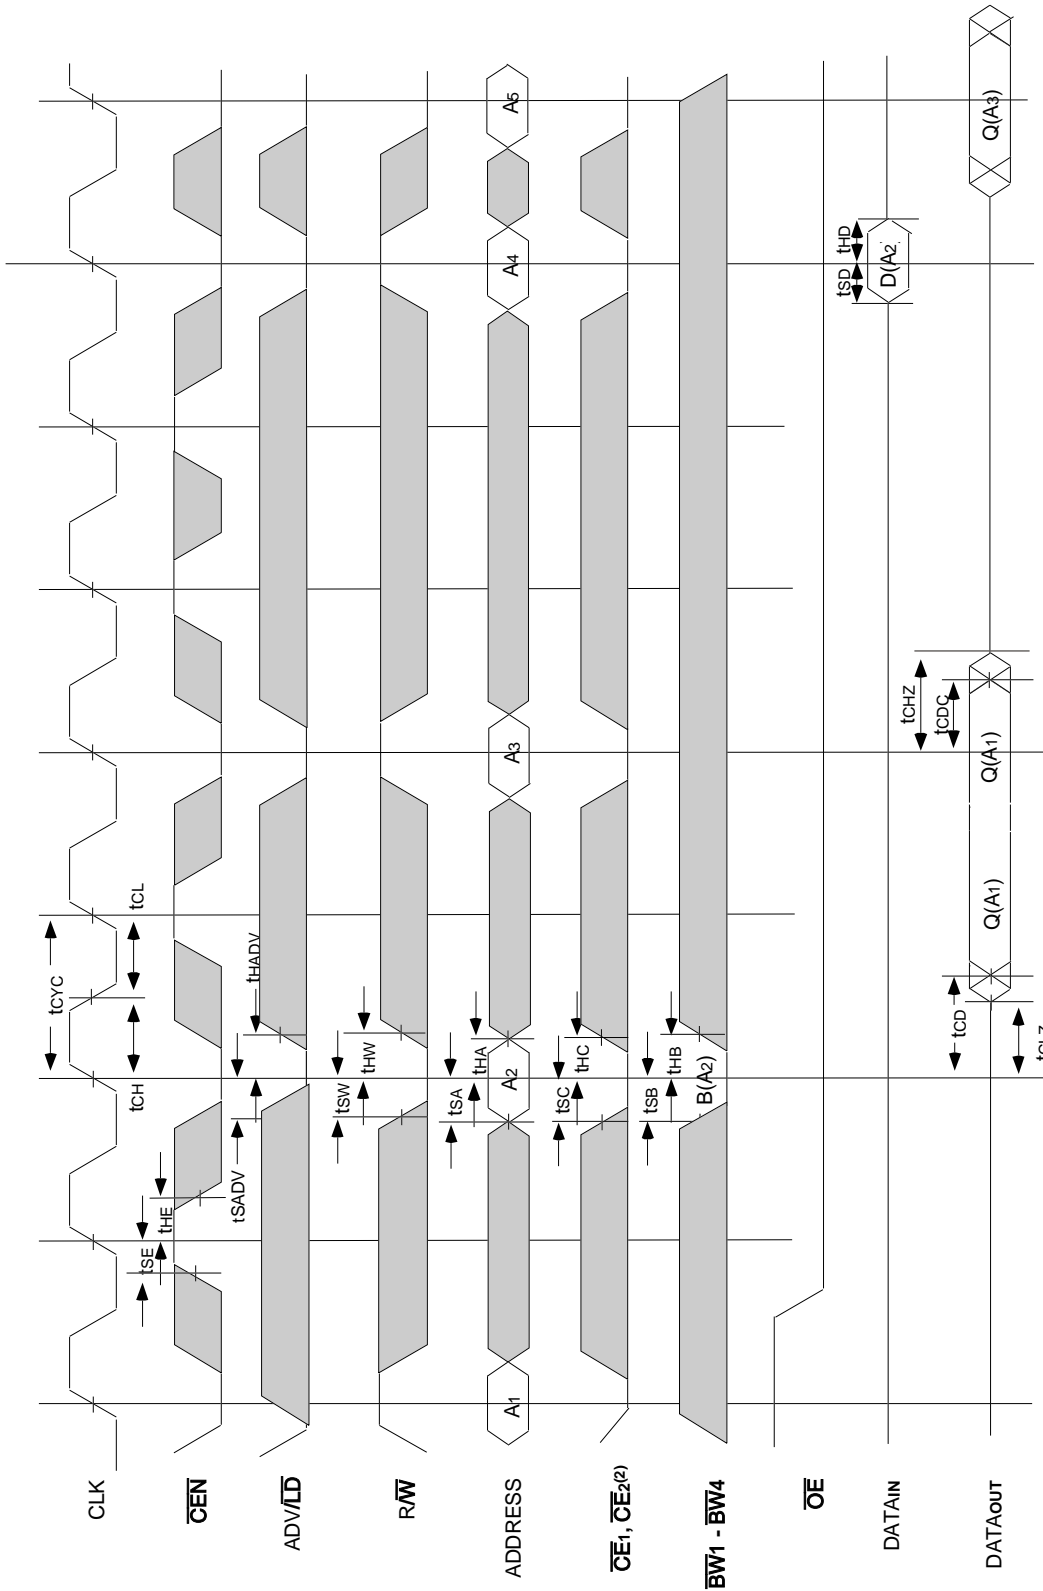 CLK
tCYC
tCH
tCL
CEN
tSE
tHE
ADV/LD
tSADV
tHADV
R/W
tSW
tHW
ADDRESS
A1
tSA
tHA
A2
A3
A4
A5
CE1, CE2(2)
tSC
tHC
BW1 - BW4
tSB
tHB
B(A2)
OE
DATAIN
tSD
tHD
D(A2)
DATAOUT
tCD
tCLZ
Q(A1)
Q(A1)
tCHZ
tCDC
Q(A3)